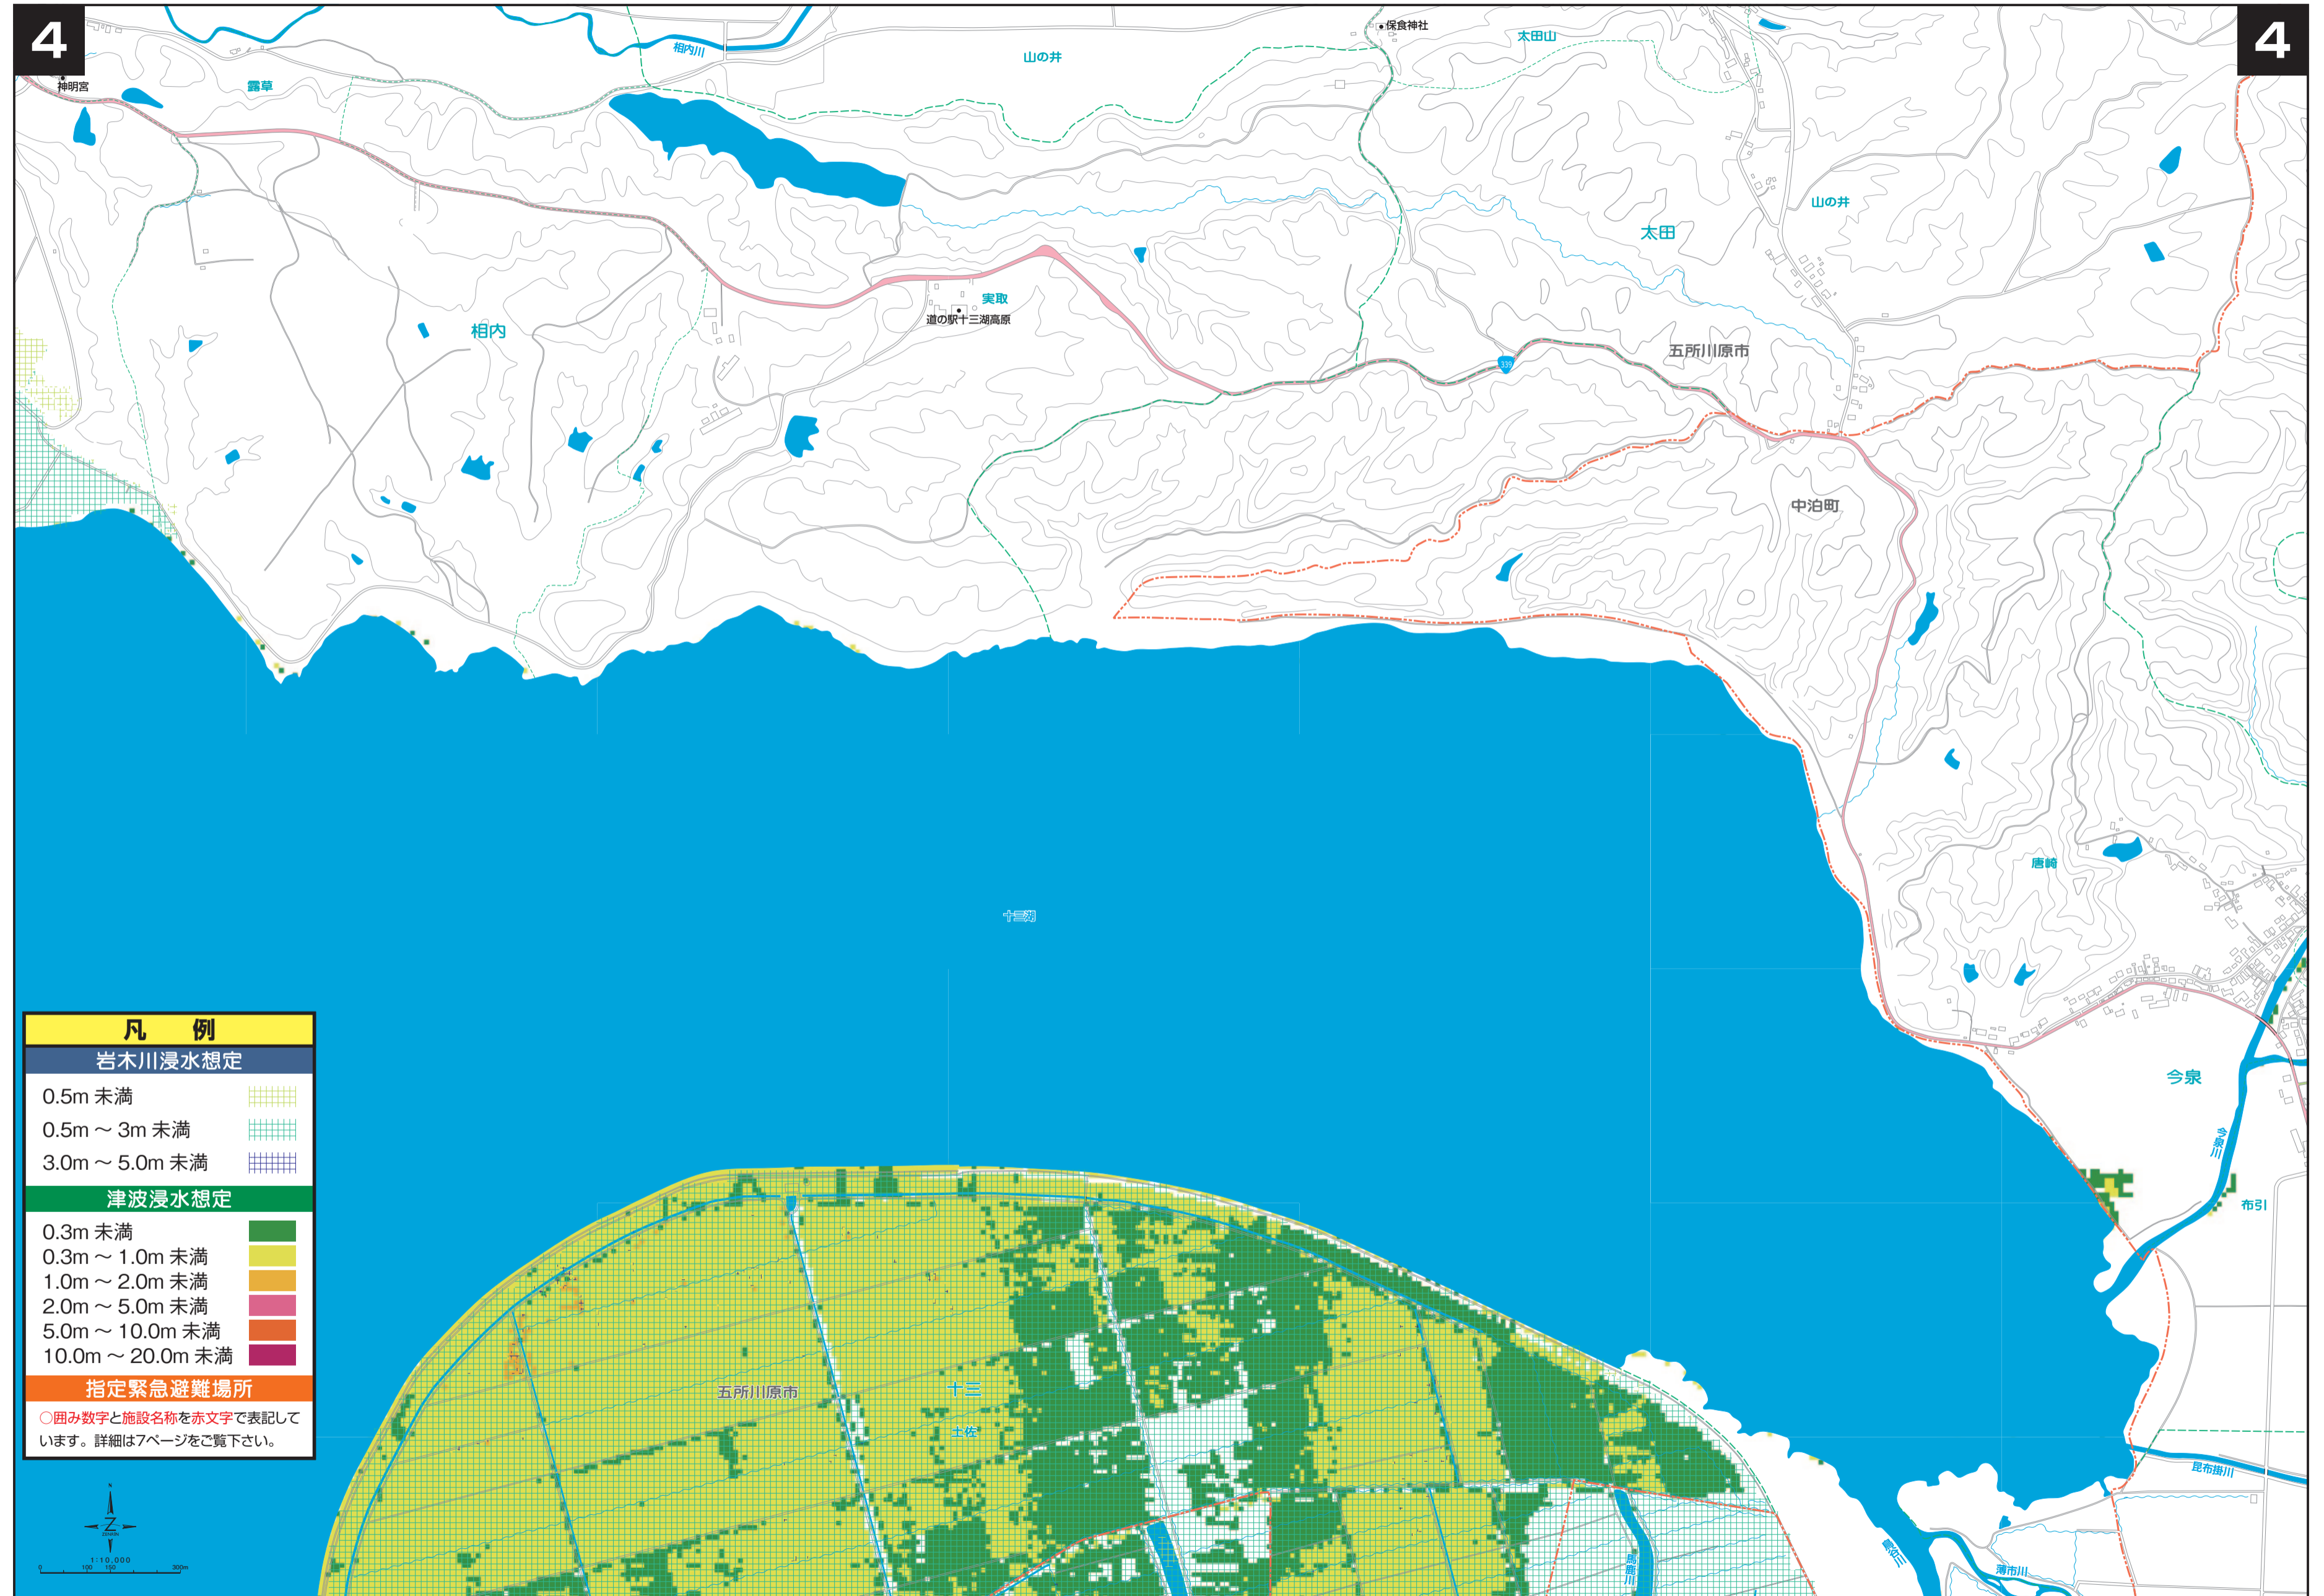 4
4
神明宮
露草
相内川
山の井
保食神社
太田山
山の井
太田
相内
実取
道の駅十三湖高原
339
五所川原市
中泊町
唐崎
十三湖
今泉
今泉川
布引
凡　例
岩木川浸水想定
0.5m 未満
0.5m ～ 3m 未満
3.0m ～ 5.0m 未満
津波浸水想定
0.3m 未満
0.3m ～ 1.0m 未満
1.0m ～ 2.0m 未満
2.0m ～ 5.0m 未満
5.0m ～ 10.0m 未満
10.0m ～ 20.0m 未満
指定緊急避難場所
○囲み数字と施設名称を赤文字で表記して
います。詳細は7ページをご覧下さい。
五所川原市
十三
土佐
昆布掛川
馬鹿川
薄市川
N
Z
1:10,000
0 100 150 300m